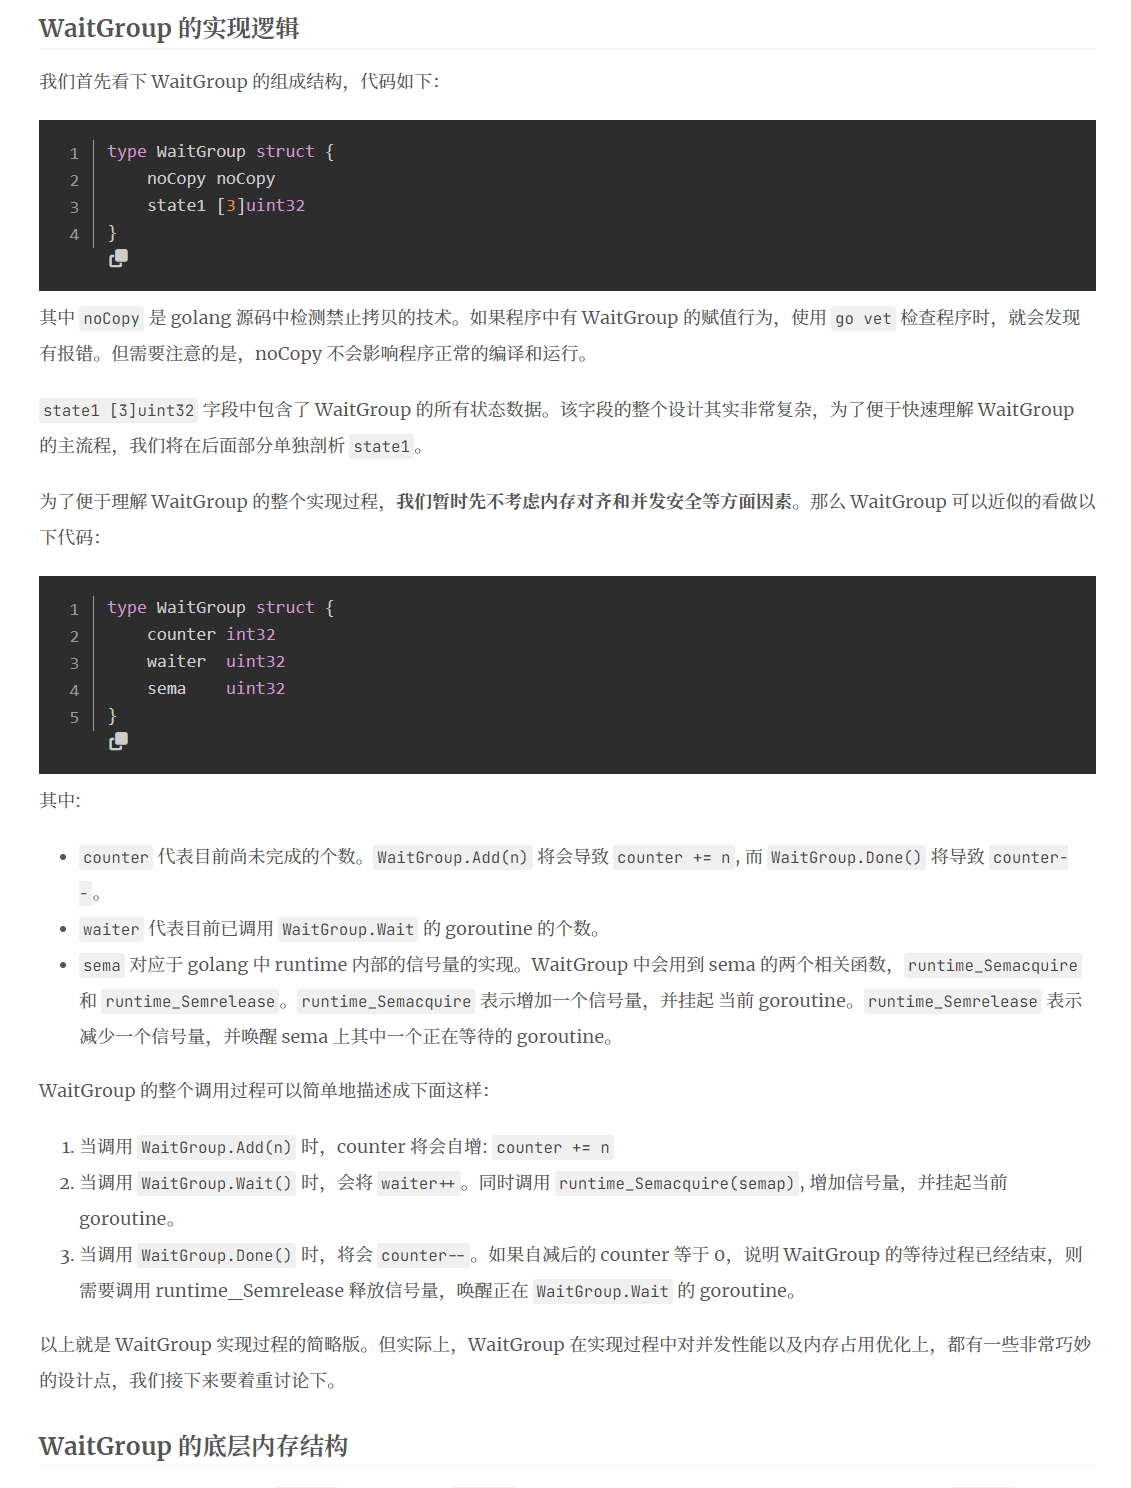 WaitGroup 的实现逻辑
我们首先看下 WaitGroup 的组成结构，代码如下：
1 type WaitGroup struct {
2     noCopy noCopy
3     state1 [3]uint32
4 }
其中 noCopy 是 golang 源码中检测禁止拷贝的技术。如果程序中有 WaitGroup 的赋值行为，使用 go vet 检查程序时，就会发现
有报错。但需要注意的是，noCopy 不会影响程序正常的编译和运行。
state1 [3]uint32 字段中包含了 WaitGroup 的所有状态数据。该字段的整个设计其实非常复杂，为了便于快速理解 WaitGroup
的主流程，我们将在后面部分单独剖析 state1。
为了便于理解 WaitGroup 的整个实现过程，我们暂时先不考虑内存对齐和并发安全等方面因素。那么 WaitGroup 可以近似的看做以
下代码：
1 type WaitGroup struct {
2     counter int32
3     waiter  uint32
4     sema    uint32
5 }
其中:
• counter 代表目前尚未完成的个数。WaitGroup.Add(n) 将会导致 counter += n, 而 WaitGroup.Done() 将导致 counter-
-。
• waiter 代表目前已调用 WaitGroup.Wait 的 goroutine 的个数。
• sema 对应于 golang 中 runtime 内部的信号量的实现。WaitGroup 中会用到 sema 的两个相关函数，runtime_Semacquire
和 runtime_Semrelease。runtime_Semacquire 表示增加一个信号量，并挂起 当前 goroutine。runtime_Semrelease 表示
减少一个信号量，并唤醒 sema 上其中一个正在等待的 goroutine。
WaitGroup 的整个调用过程可以简单地描述成下面这样：
1. 当调用 WaitGroup.Add(n) 时，counter 将会自增: counter += n
2. 当调用 WaitGroup.Wait() 时，会将 waiter++。同时调用 runtime_Semacquire(semap), 增加信号量，并挂起当前
goroutine。
3. 当调用 WaitGroup.Done() 时，将会 counter--。如果自减后的 counter 等于 0，说明 WaitGroup 的等待过程已经结束，则
需要调用 runtime_Semrelease 释放信号量，唤醒正在 WaitGroup.Wait 的 goroutine。
以上就是 WaitGroup 实现过程的简略版。但实际上，WaitGroup 在实现过程中对并发性能以及内存占用优化上，都有一些非常巧妙
的设计点，我们接下来要着重讨论下。
WaitGroup 的底层内存结构